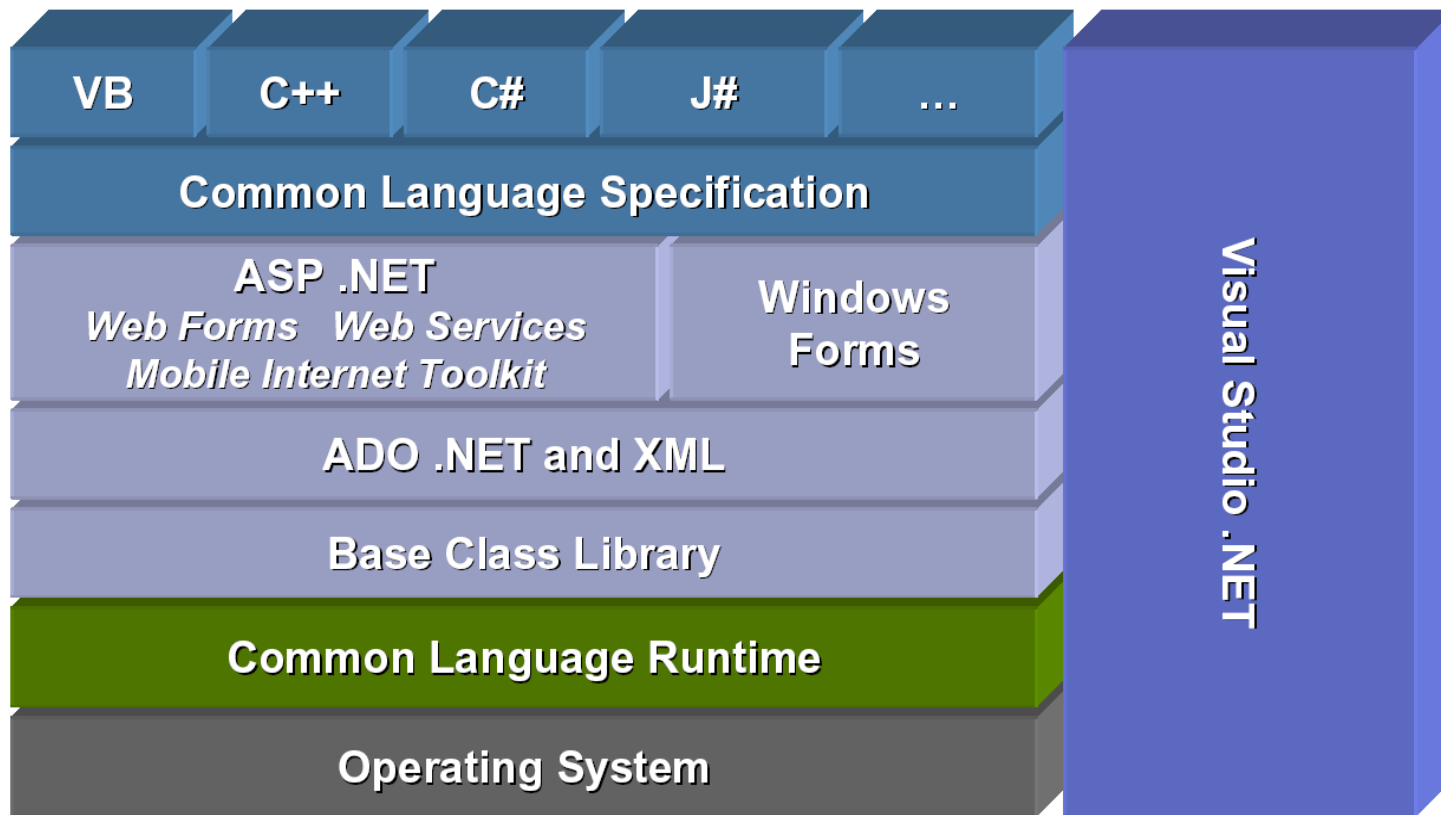 VB
C++
C#
J#
...
Common Language Specification
ASP .NET
Web Forms Web Services
Mobile Internet Toolkit
Windows
Forms
ADO .NET and XML
Base Class Library
Common Language Runtime
Operating System
Visual Studio .NET